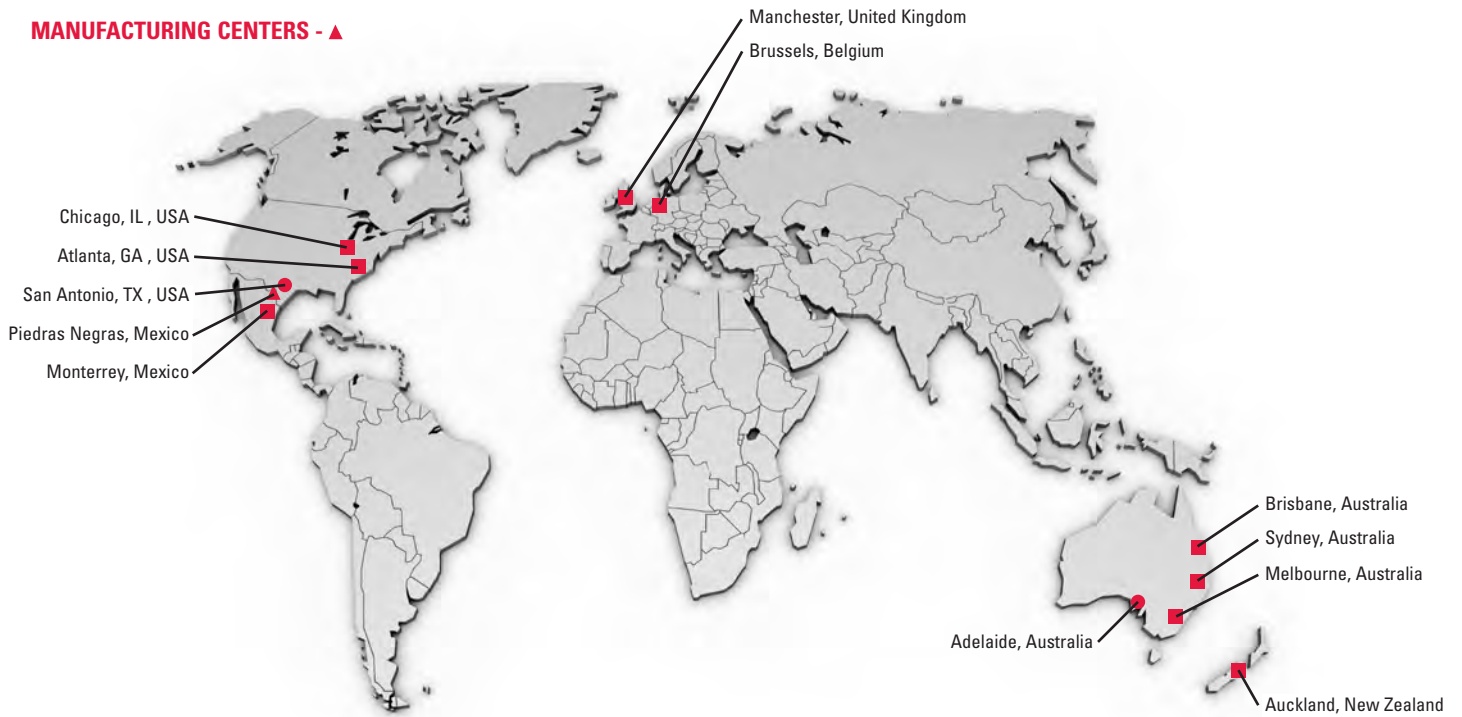 MANUFACTURING CENTERS - ▲
Manchester, United Kingdom
Brussels, Belgium
Chicago, IL , USA
Atlanta, GA , USA
San Antonio, TX , USA
Piedras Negras, Mexico
Monterrey, Mexico
Brisbane, Australia
Sydney, Australia
Melbourne, Australia
Adelaide, Australia
Auckland, New Zealand